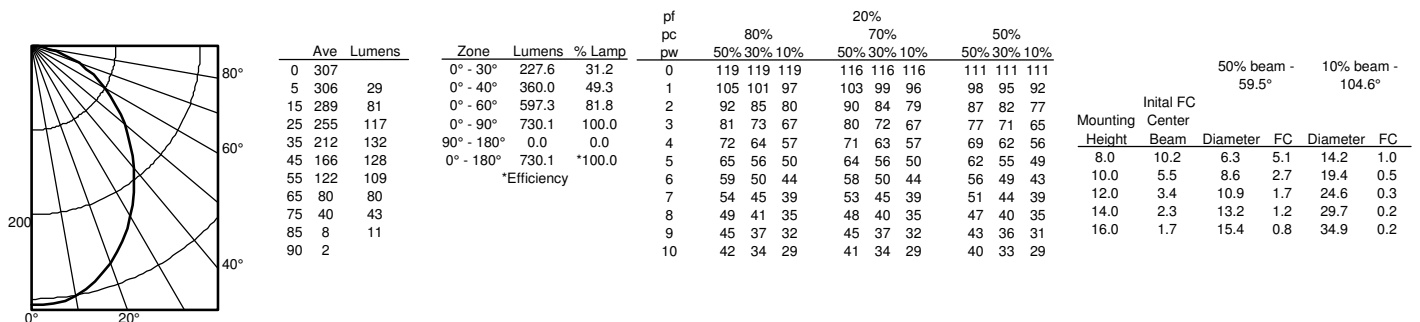 80°
60°
200
40°
0° 20°
Ave Lumens
0 307
5 306 29
15 289 81
25 255 117
35 212 132
45 166 128
55 122 109
65 80 80
75 40 43
85 8 11
90 2
Zone Lumens % Lamp
0° - 30° 227.6 31.2
0° - 40° 360.0 49.3
0° - 60° 597.3 81.8
0° - 90° 730.1 100.0
90° - 180° 0.0 0.0
0° - 180° 730.1 *100.0
*Efficiency
pf 20%
pc 80% 70% 50%
pw 50% 30% 10% 50% 30% 10% 50% 30% 10%
0 119 119 119 116 116 116 111 111 111
1 105 101 97 103 99 96 98 95 92
2 92 85 80 90 84 79 87 82 77
3 81 73 67 80 72 67 77 71 65
4 72 64 57 71 63 57 69 62 56
5 65 56 50 64 56 50 62 55 49
6 59 50 44 58 50 44 56 49 43
7 54 45 39 53 45 39 51 44 39
8 49 41 35 48 40 35 47 40 35
9 45 37 32 45 37 32 43 36 31
10 42 34 29 41 34 29 40 33 29
50% beam - 10% beam -
59.5° 104.6°
Inital FC
Mounting Center
Height Beam Diameter FC Diameter FC
8.0 10.2 6.3 5.1 14.2 1.0
10.0 5.5 8.6 2.7 19.4 0.5
12.0 3.4 10.9 1.7 24.6 0.3
14.0 2.3 13.2 1.2 29.7 0.2
16.0 1.7 15.4 0.8 34.9 0.2